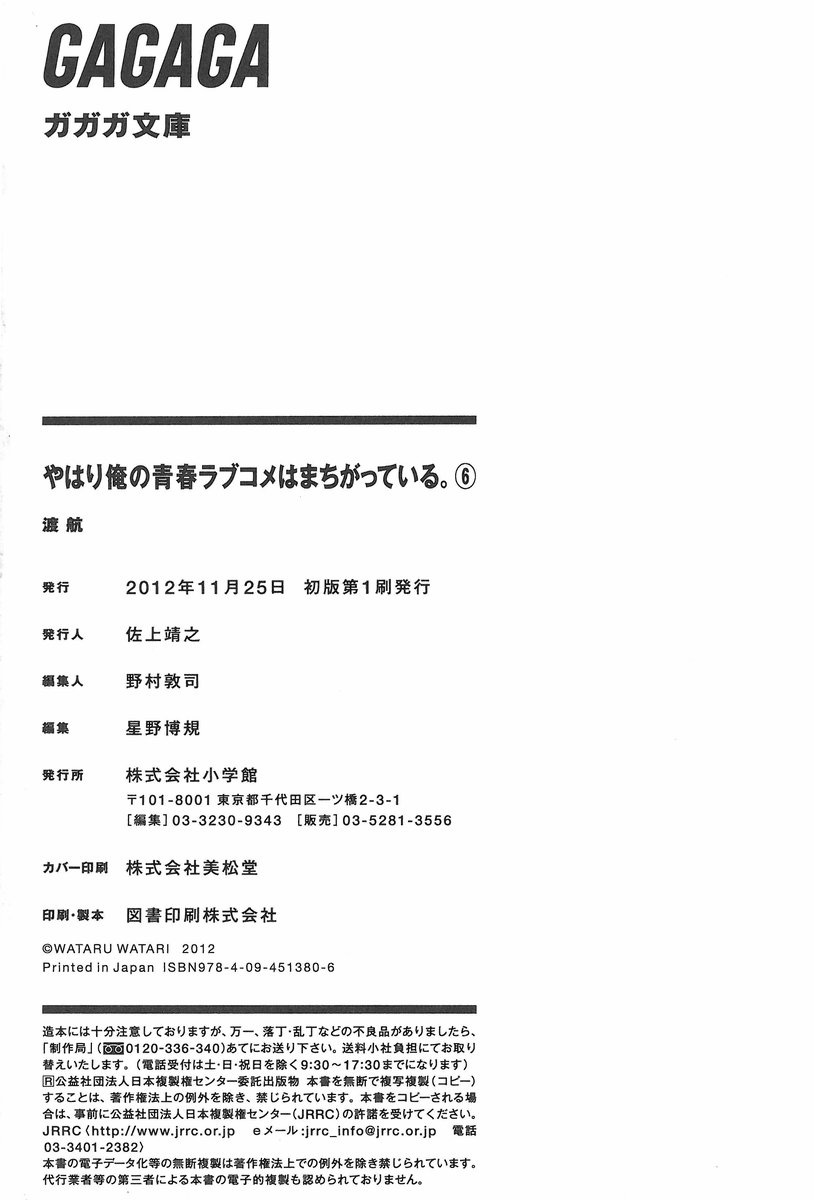 GAGAGA
ガガガ文庫
やはり俺の青春ラブコメはまちがっている。⑥
渡 航
発行 2012年11月25日 初版第1刷発行
発行人 佐上靖之
編集人 野村敦司
編集 星野博規
発行所 株式会社小学館
〒101-8001 東京都千代田区一ツ橋2-3-1
[編集]03-3230-9343 [販売]03-5281-3556
カバー印刷 株式会社美松堂
印刷・製本 図書印刷株式会社
©WATARU WATARI 2012
Printed in Japan ISBN978-4-09-451380-6
造本には十分注意しておりますが、万一、落丁・乱丁などの不良品がありましたら、
「制作局」(0120-336-340)あてにお送り下さい。送料小社負担にてお取り
替えいたします。(電話受付は土・日・祝日を除く9:30～17:30までになります)
Ⓡ公益社団法人日本複製権センター委託出版物 本書を無断で複写複製(コピー)
することは、著作権法上の例外を除き、禁じられています。本書をコピーされる場
合は、事前に公益社団法人日本複製権センター(JRRC)の許諾を受けてください。
JRRC〈http://www.jrrc.or.jp eメール:jrrc_info@jrrc.or.jp 電話
03-3401-2382〉
本書の電子データ化等の無断複製は著作権法上での例外を除き禁じられています。
代行業者等の第三者による本書の電子的複製も認められておりません。